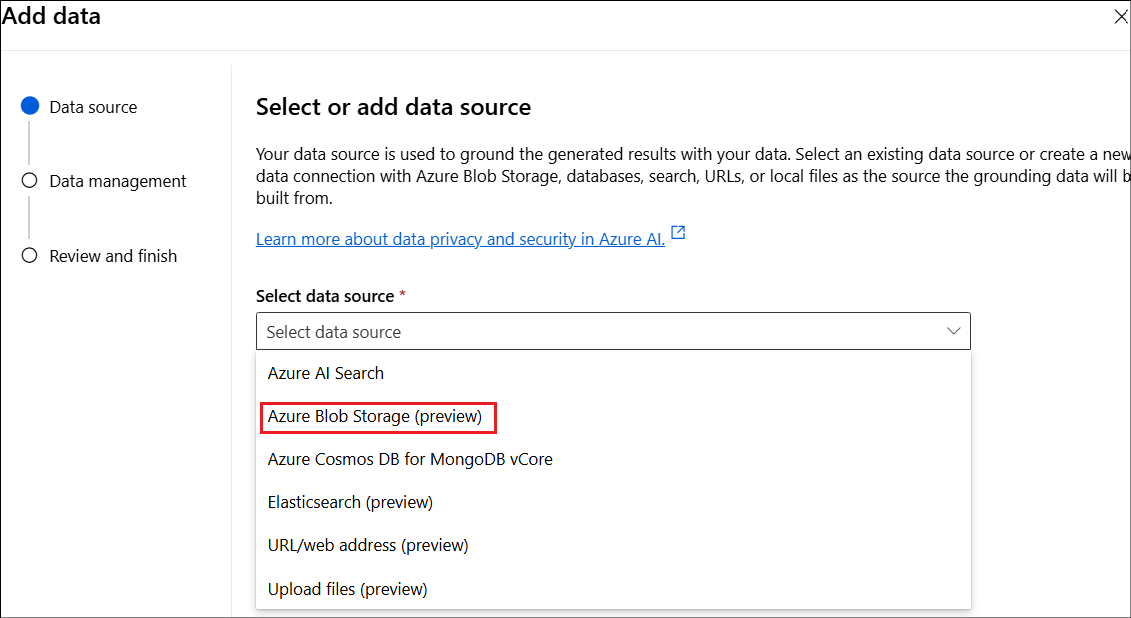 Add data
Data source
Data management
Review and finish
Select or add data source
Your data source is used to ground the generated results with your data. Select an existing data source or create a new
data connection with Azure Blob Storage, databases, search, URLs, or local files as the source the grounding data will b
built from.
Learn more about data privacy and security in Azure AI.
Select data source *
Select data source
Azure AI Search
Azure Blob Storage (preview)
Azure Cosmos DB for MongoDB vCore
Elasticsearch (preview)
URL/web address (preview)
Upload files (preview)